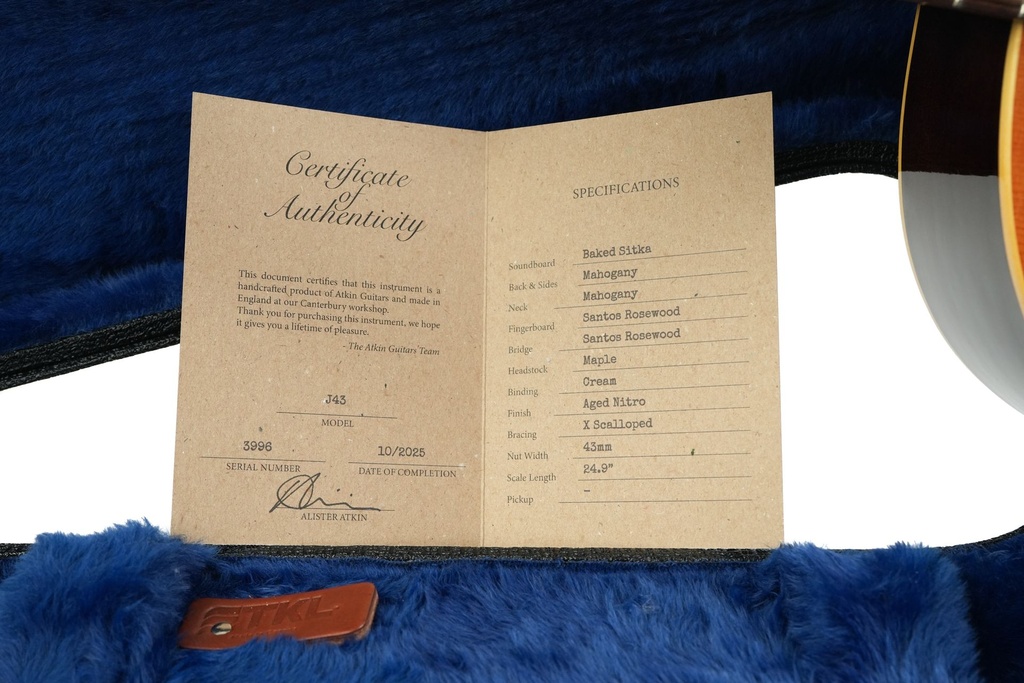 Certificate
of
Authenticity
This document certifies that this instrument is a
handcrafted product of Atkin Guitars and made in
England at our Canterbury workshop.
Thank you for purchasing this instrument, we hope
it gives you a lifetime of pleasure.
–The Atkin Guitars Team
J43
MODEL
3996
SERIAL NUMBER
10/2025
DATE OF COMPLETION
ALISTER ATKIN
SPECIFICATIONS
Soundboard Baked Sitka
Back & Sides Mahogany
Neck Mahogany
Fingerboard Santos Rosewood
Bridge Santos Rosewood
Headstock Maple
Binding Cream
Finish Aged Nitro
Bracing X Scalloped
Nut Width 43mm
Scale Length 24.9"
Pickup –